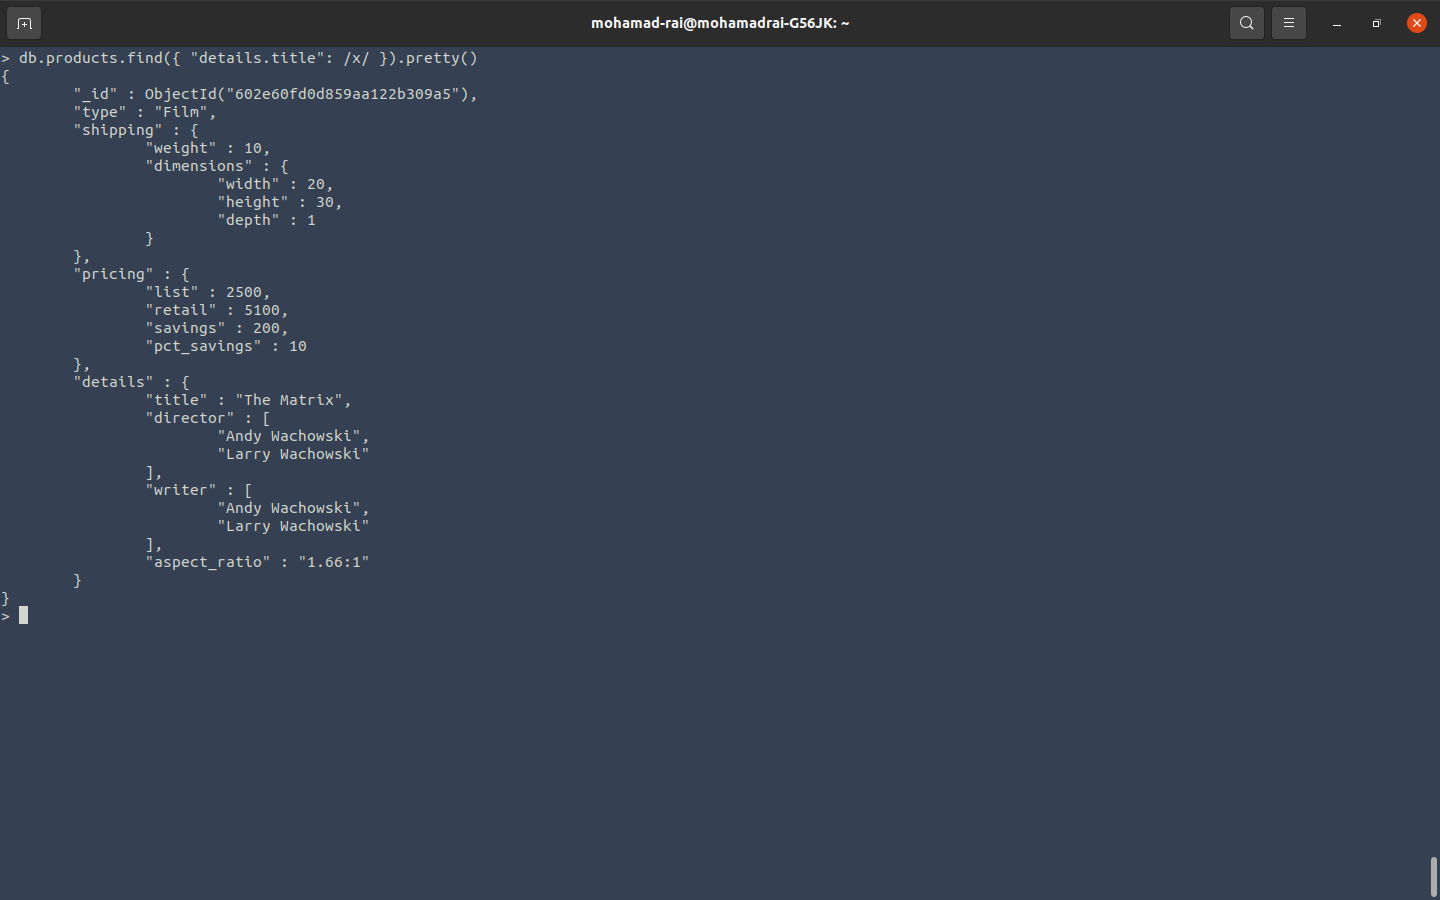 mohamad-rai@mohamadrai-G56JK: ~
> db.products.find({ "details.title": /x/ }).pretty()
{
        "_id" : ObjectId("602e60fd0d859aa122b309a5"),
        "type" : "Film",
        "shipping" : {
                "weight" : 10,
                "dimensions" : {
                        "width" : 20,
                        "height" : 30,
                        "depth" : 1
                }
        },
        "pricing" : {
                "list" : 2500,
                "retail" : 5100,
                "savings" : 200,
                "pct_savings" : 10
        },
        "details" : {
                "title" : "The Matrix",
                "director" : [
                        "Andy Wachowski",
                        "Larry Wachowski"
                ],
                "writer" : [
                        "Andy Wachowski",
                        "Larry Wachowski"
                ],
                "aspect_ratio" : "1.66:1"
        }
}
>